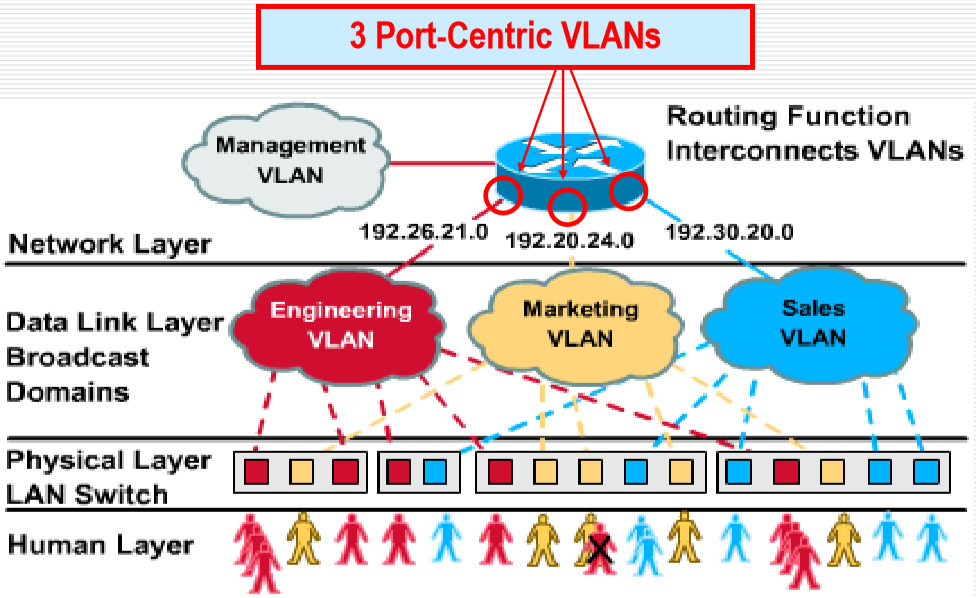 3 Port-Centric VLANs
Management
VLAN
Routing Function
Interconnects VLANs
192.26.21.0
192.20.24.0
192.30.20.0
Network Layer
Engineering
VLAN
Marketing
VLAN
Sales
VLAN
Data Link Layer
Broadcast
Domains
Physical Layer
LAN Switch
Human Layer